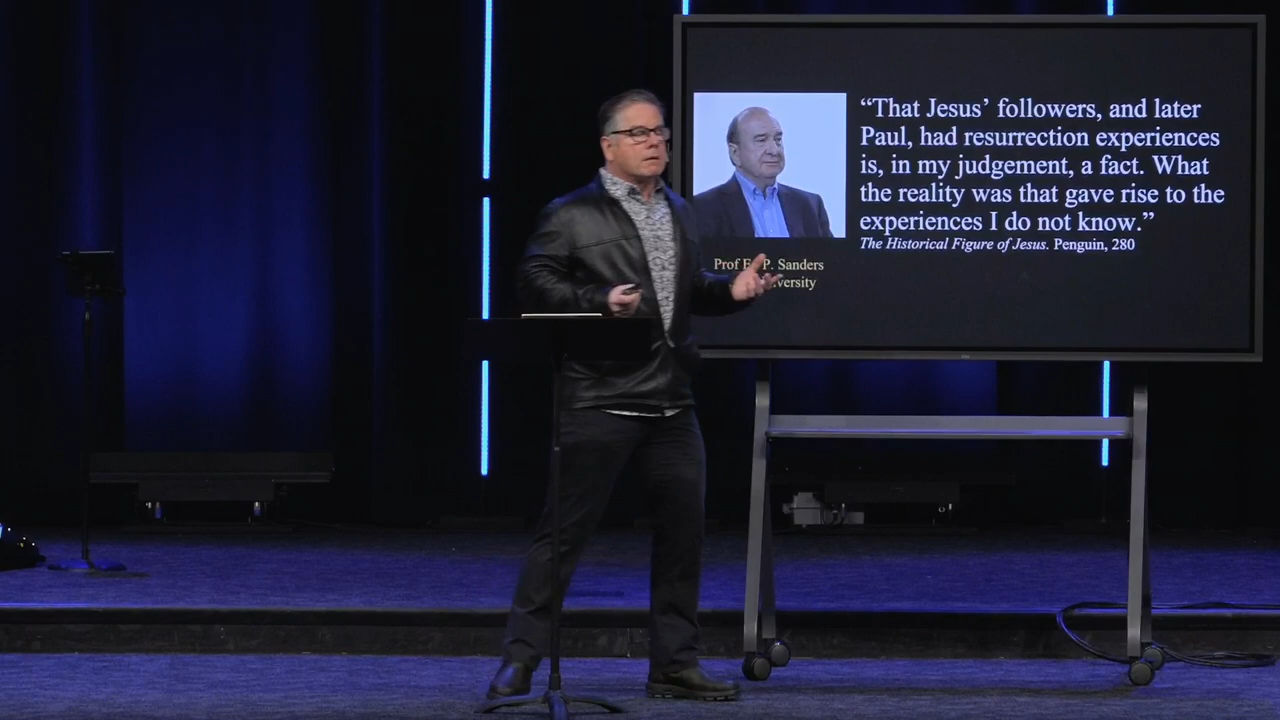 “That Jesus’ followers, and later
Paul, had resurrection experiences
is, in my judgement, a fact. What
the reality was that gave rise to the
experiences I do not know.”
The Historical Figure of Jesus. Penguin, 280
Prof P. Sanders